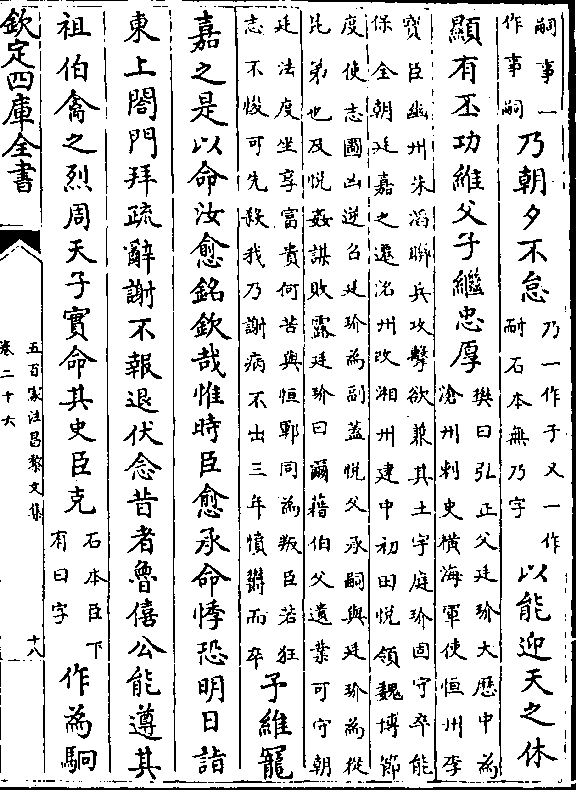 嗣事一作事嗣乃朝夕不怠乃一作子又一作耐石本無乃字以能迎天之休
顯有丕功維父子繼忠厚樊曰弘正父廷玠大歷中為滄州刺史橫海軍使恒州李
寶臣幽州朱滔聯兵攻擊欲兼其土宇庭玠固守卒能
保全朝廷嘉之遷洺州改湘州建中初田悅領魏博節
度使志圖凶逆召廷玠為副蓋悅父承嗣與廷玠為從
昆弟也及悅姦謀敗露廷玠曰爾藉伯父遺業可守朝
廷法度坐享富貴何苦與恒鄆同為叛臣若狂
志不悛可先殺我乃謝病不出三年憤鬱而卒予維寵
嘉之是以命汝愈銘欽哉惟時臣愈承命悸恐明日詣
東上閤門拜疏辭謝不報退伏念昔者魯僖公能遵其
祖伯禽之烈周天子實命其史臣克石本臣下有曰字作為駉
欽定四庫全書
五百家注昌黎文集
卷二十六
十八